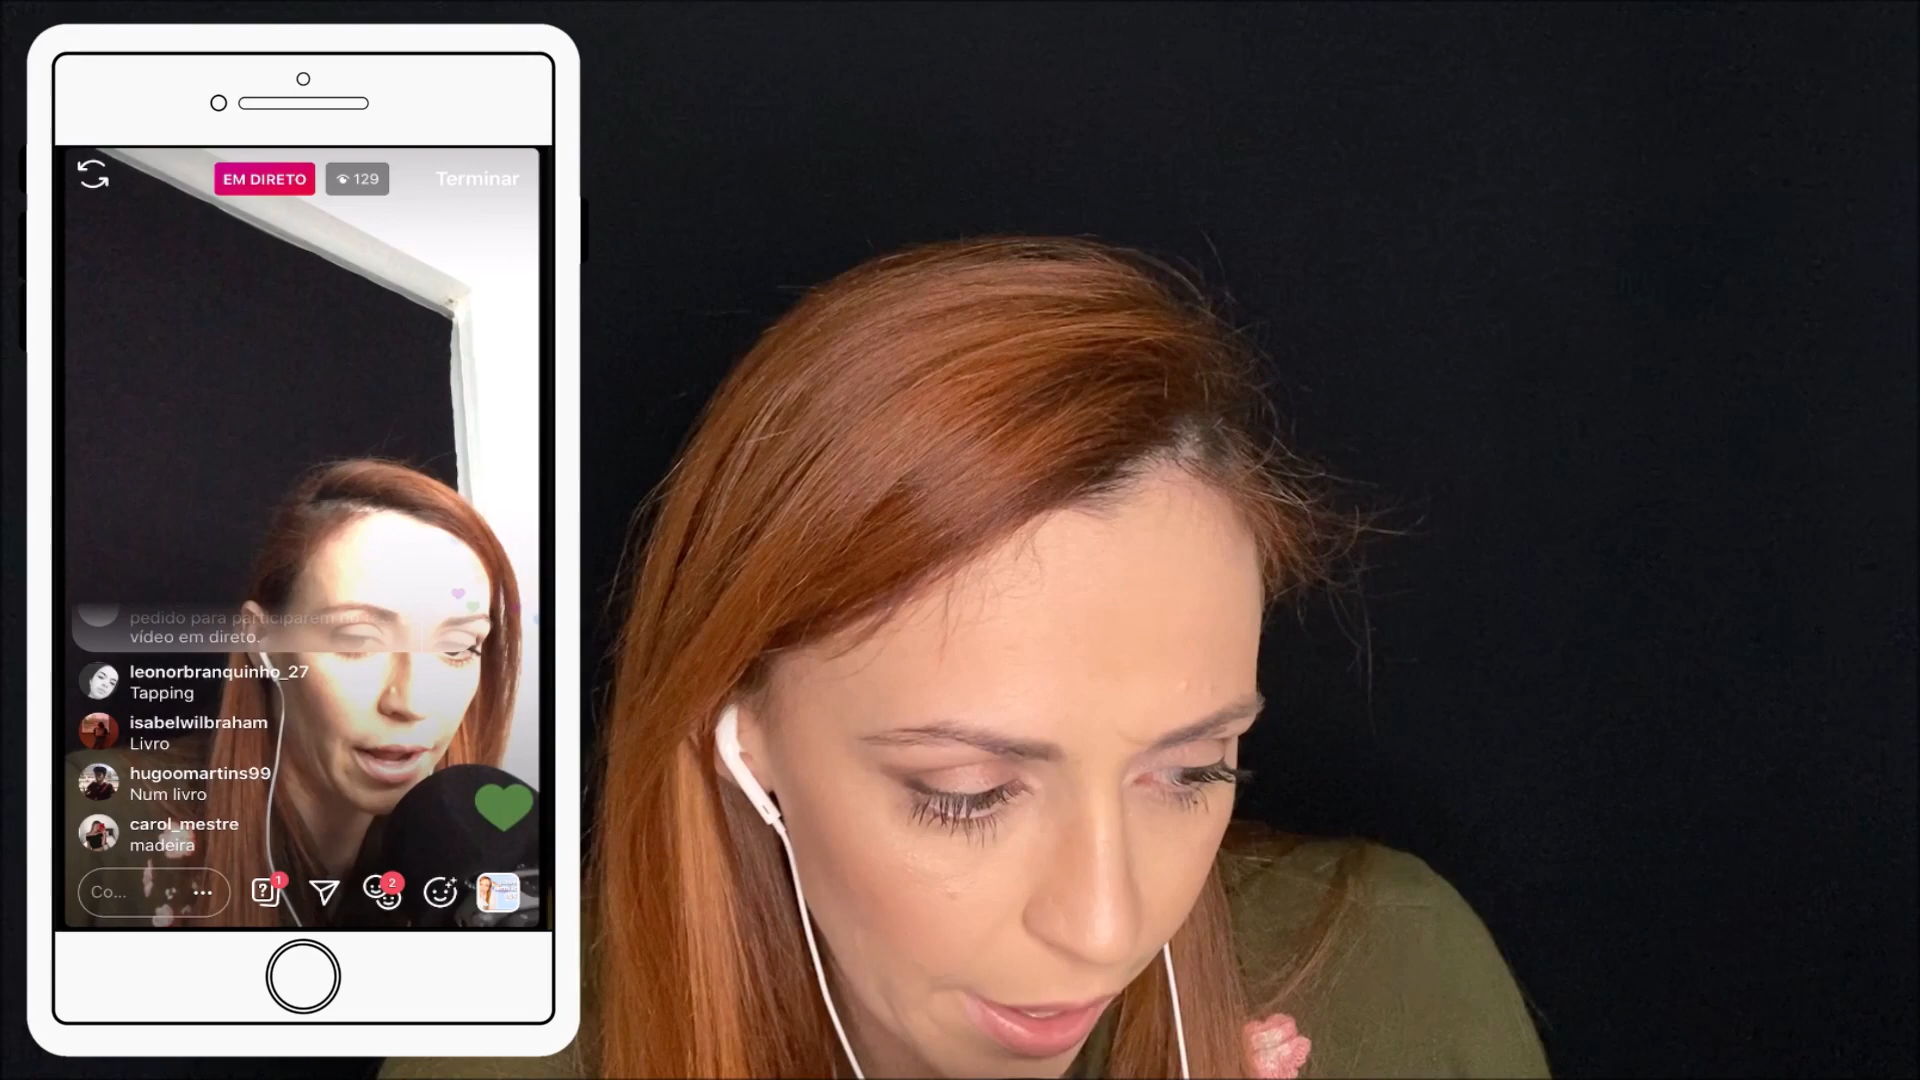 EM DIRETO
129
Terminar
pedido para participarem no
vídeo em direto.
leonorbranquinho_27
Tapping
isabelwilbraham
Livro
hugoomartins99
Num livro
carol_mestre
madeira
Co...
1
2